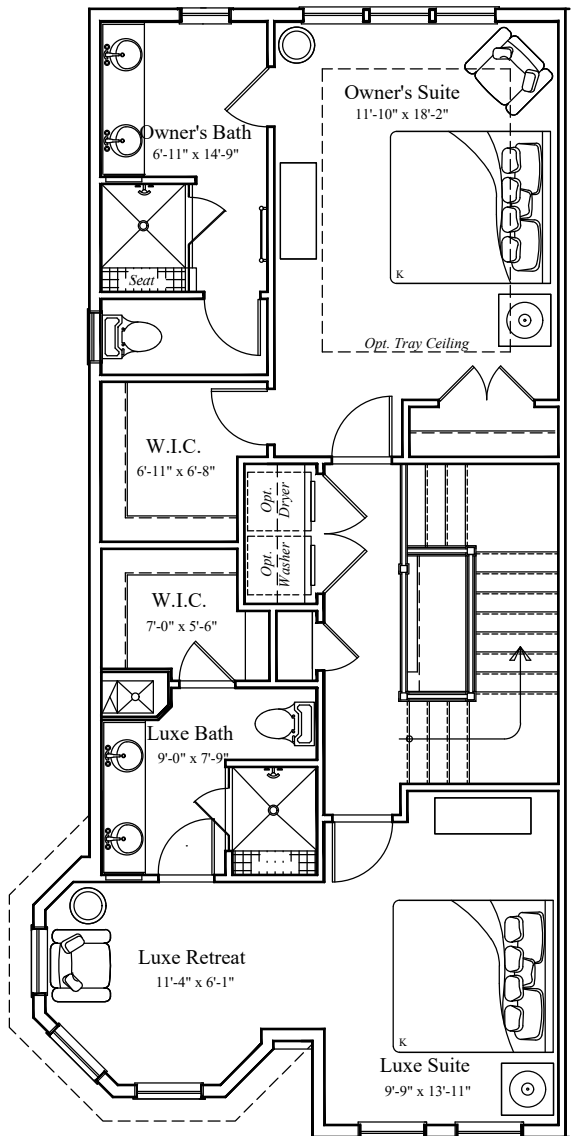 Owner's Suite
11'-10" x 18'-2"
Owner's Bath
6'-11" x 14'-9"
Seat
K
Opt. Tray Ceiling
W.I.C.
6'-11" x 6'-8"
Opt.
Dryer
Opt.
Washer
W.I.C.
7'-0" x 5'-6"
Luxe Bath
9'-0" x 7'-9"
Luxe Retreat
11'-4" x 6'-1"
K
Luxe Suite
9'-9" x 13'-11"